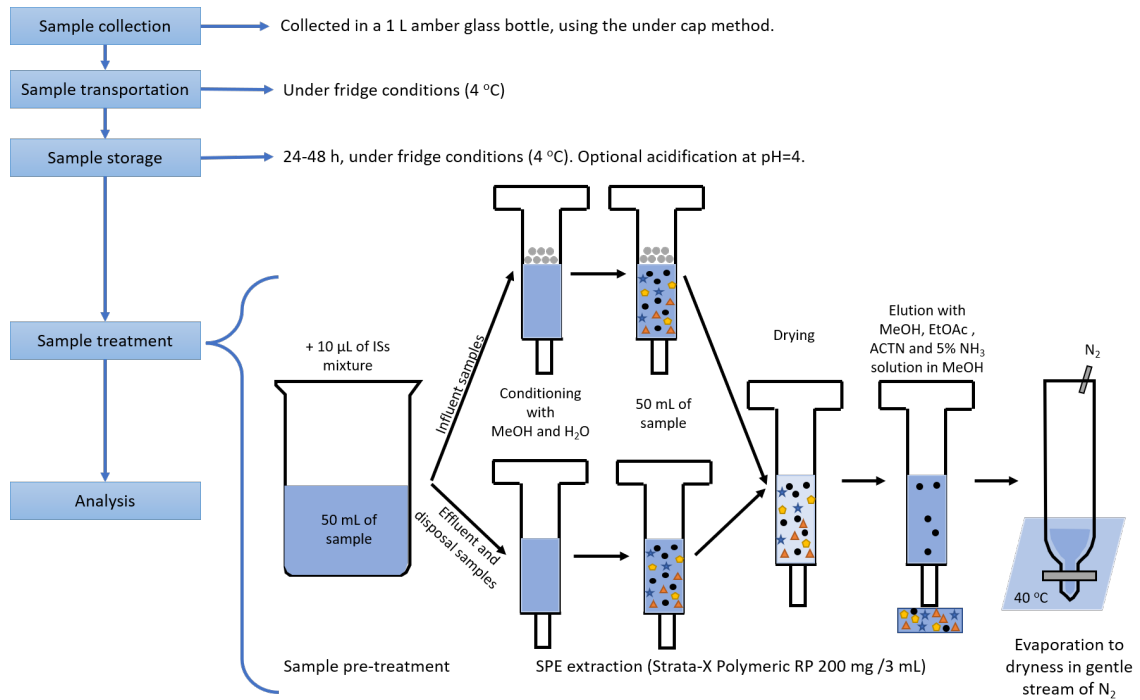 Sample collection
Collected in a 1 L amber glass bottle, using the under cap method.
Sample transportation
Under fridge conditions (4 °C)
Sample storage
24-48 h, under fridge conditions (4 °C). Optional acidification at pH=4.
Sample treatment
Analysis
+ 10 µL of ISs
mixture
50 mL of
sample
Influent samples
Effluent and
disposal samples
Conditioning
with
MeOH and H₂O
50 mL of
sample
Drying
Elution with
MeOH, EtOAc ,
ACTN and 5% NH₃
solution in MeOH
N₂
40 °C
Evaporation to
dryness in gentle
stream of N₂
Sample pre-treatment
SPE extraction (Strata-X Polymeric RP 200 mg /3 mL)